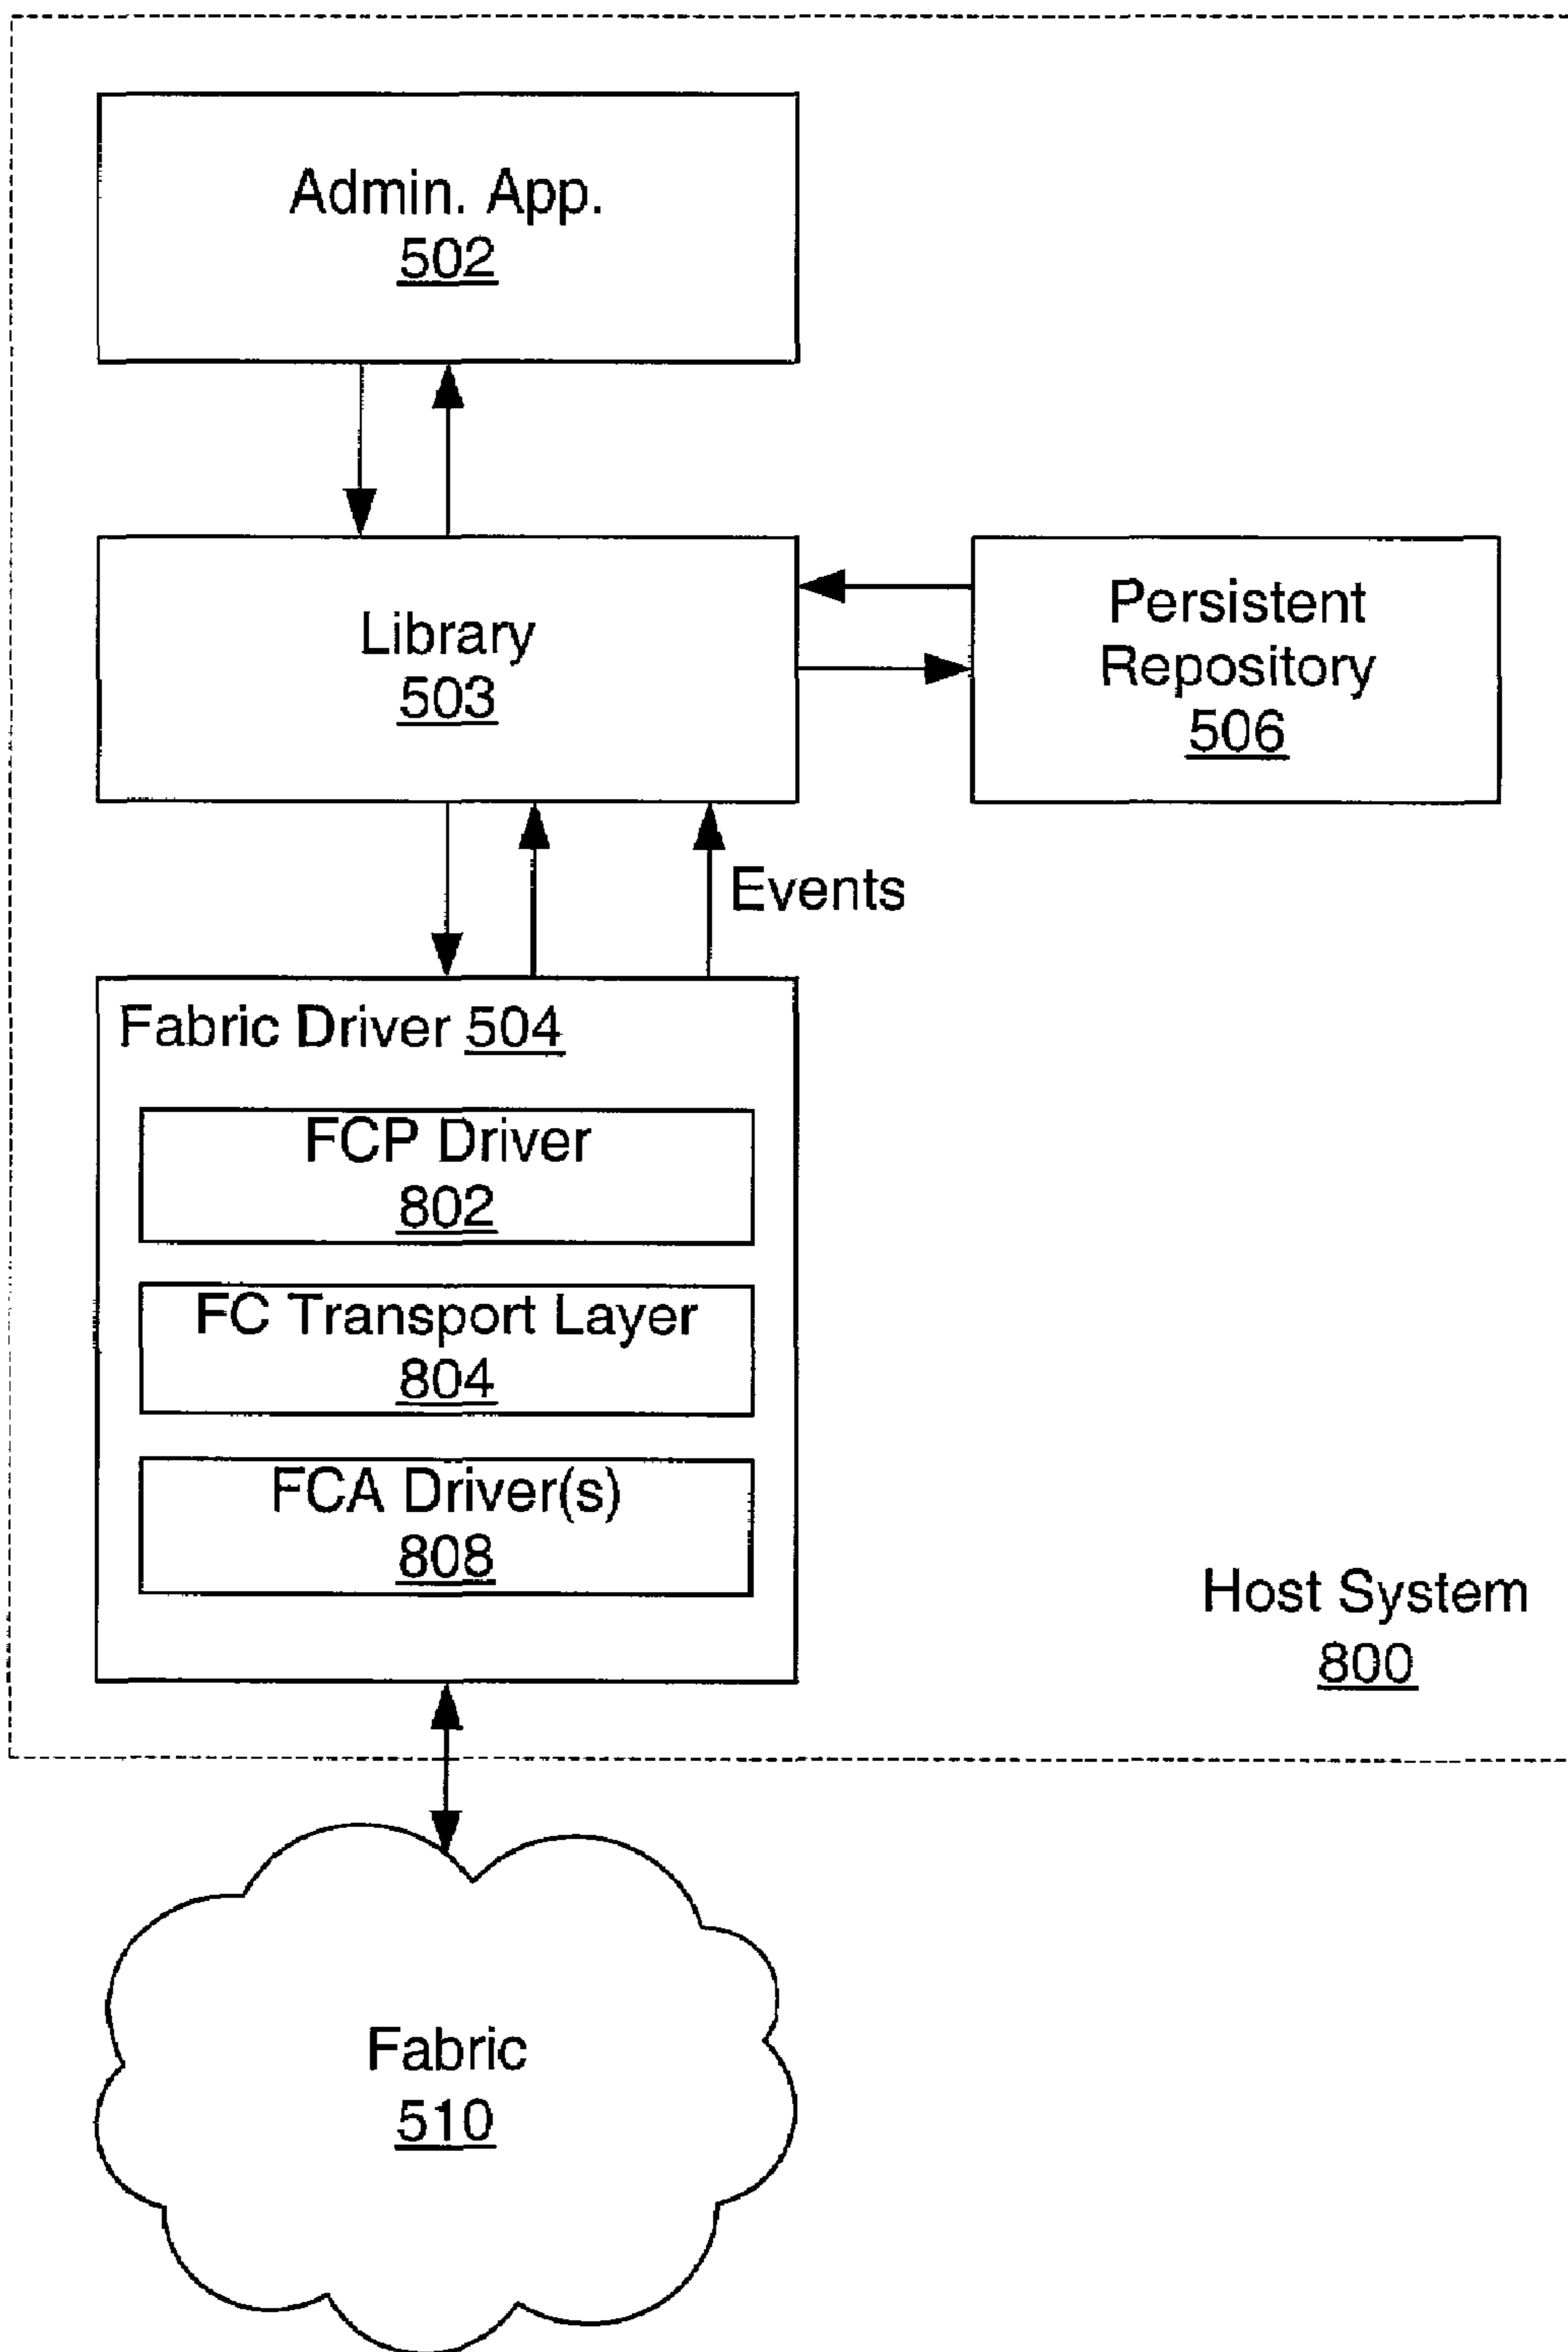 Admin. App.
502
Library
503
Persistent
Repository
506
Events
Fabric Driver 504
FCP Driver
802
FC Transport Layer
804
FCA Driver(s)
808
Host System
800
Fabric
510